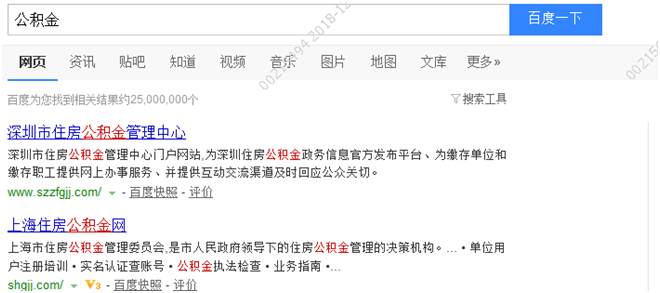 公积金 百度一下
网页 资讯 贴吧 知道 视频 音乐 图片 地图 文库 更多»
百度为您找到相关结果约25,000,000个 搜索工具
深圳市住房公积金管理中心
深圳市住房公积金管理中心门户网站,为深圳住房公积金政务信息官方发布平台、为缴存单位和
缴存职工提供网上办事服务、并提供互动交流渠道及时回应公众关切。
www.szzfgjj.com/ - 百度快照 - 评价
上海住房公积金网
上海市住房公积金管理委员会,是市人民政府领导下的住房公积金管理的决策机构。... • 单位用
户注册培训 • 实名认证查账号 • 公积金执法检查 • 业务指南 •...
shgjj.com/ V3 - 百度快照 - 评价